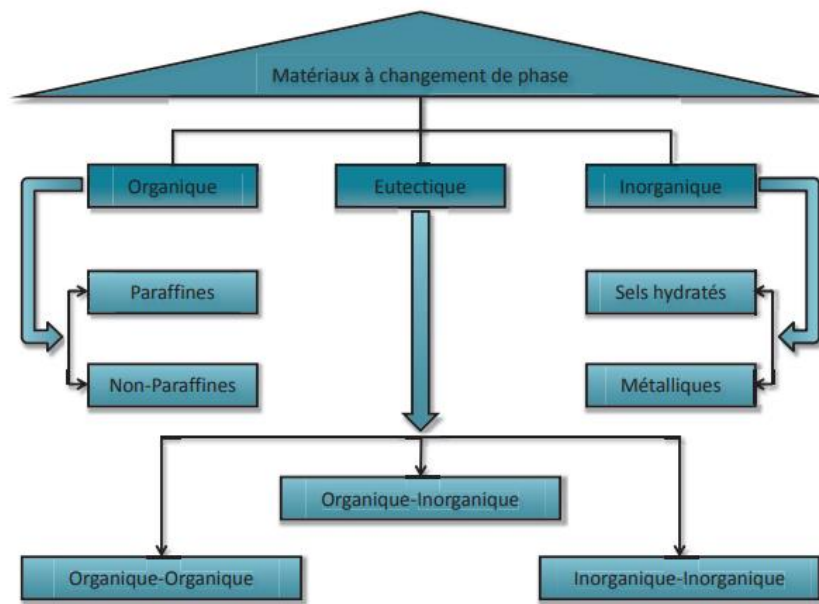 Matériaux à changement de phase
Organique
Eutectique
Inorganique
Paraffines
Sels hydratés
Non-Paraffines
Métalliques
Organique-Inorganique
Organique-Organique
Inorganique-Inorganique